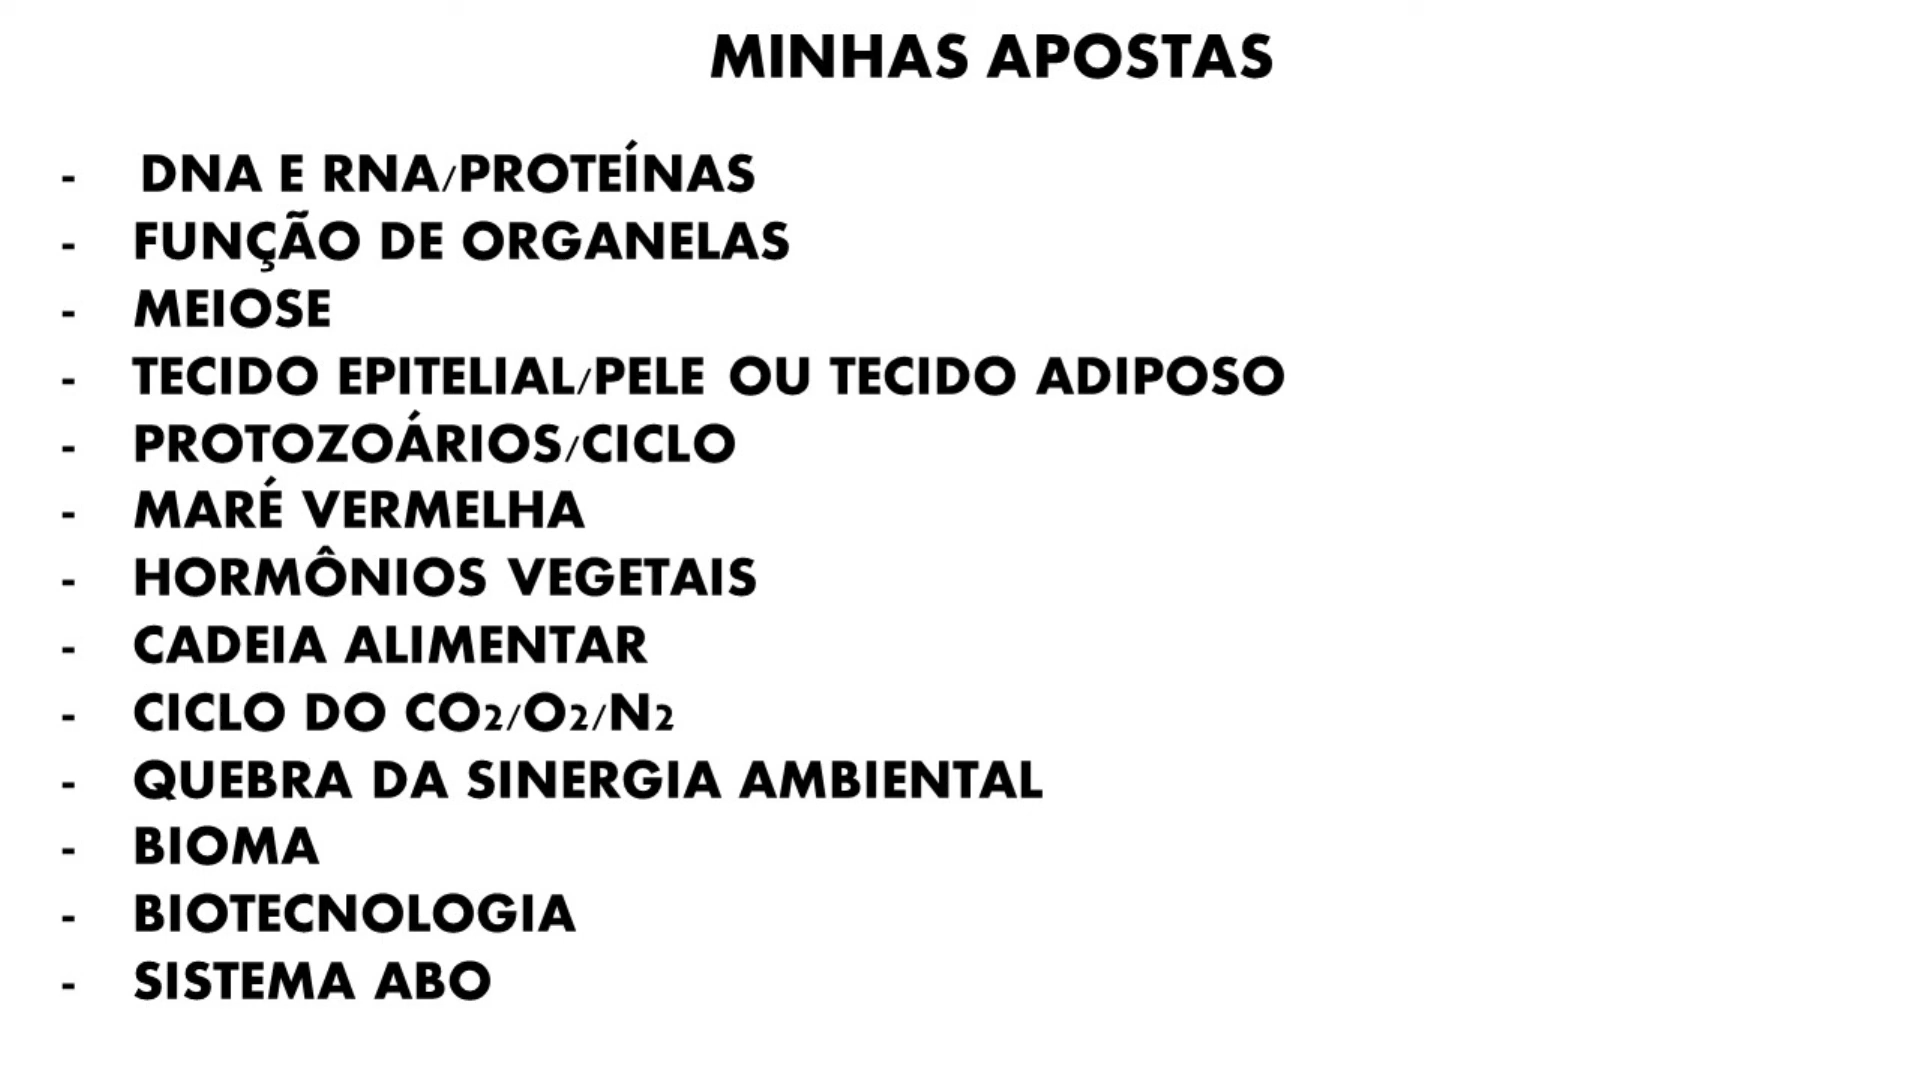 MINHAS APOSTAS
- DNA E RNA/PROTEÍNAS
- FUNÇÃO DE ORGANELAS
- MEIOSE
- TECIDO EPITELIAL/PELE OU TECIDO ADIPOSO
- PROTOZOÁRIOS/CICLO
- MARÉ VERMELHA
- HORMÔNIOS VEGETAIS
- CADEIA ALIMENTAR
- CICLO DO CO2/O2/N2
- QUEBRA DA SINERGIA AMBIENTAL
- BIOMA
- BIOTECNOLOGIA
- SISTEMA ABO